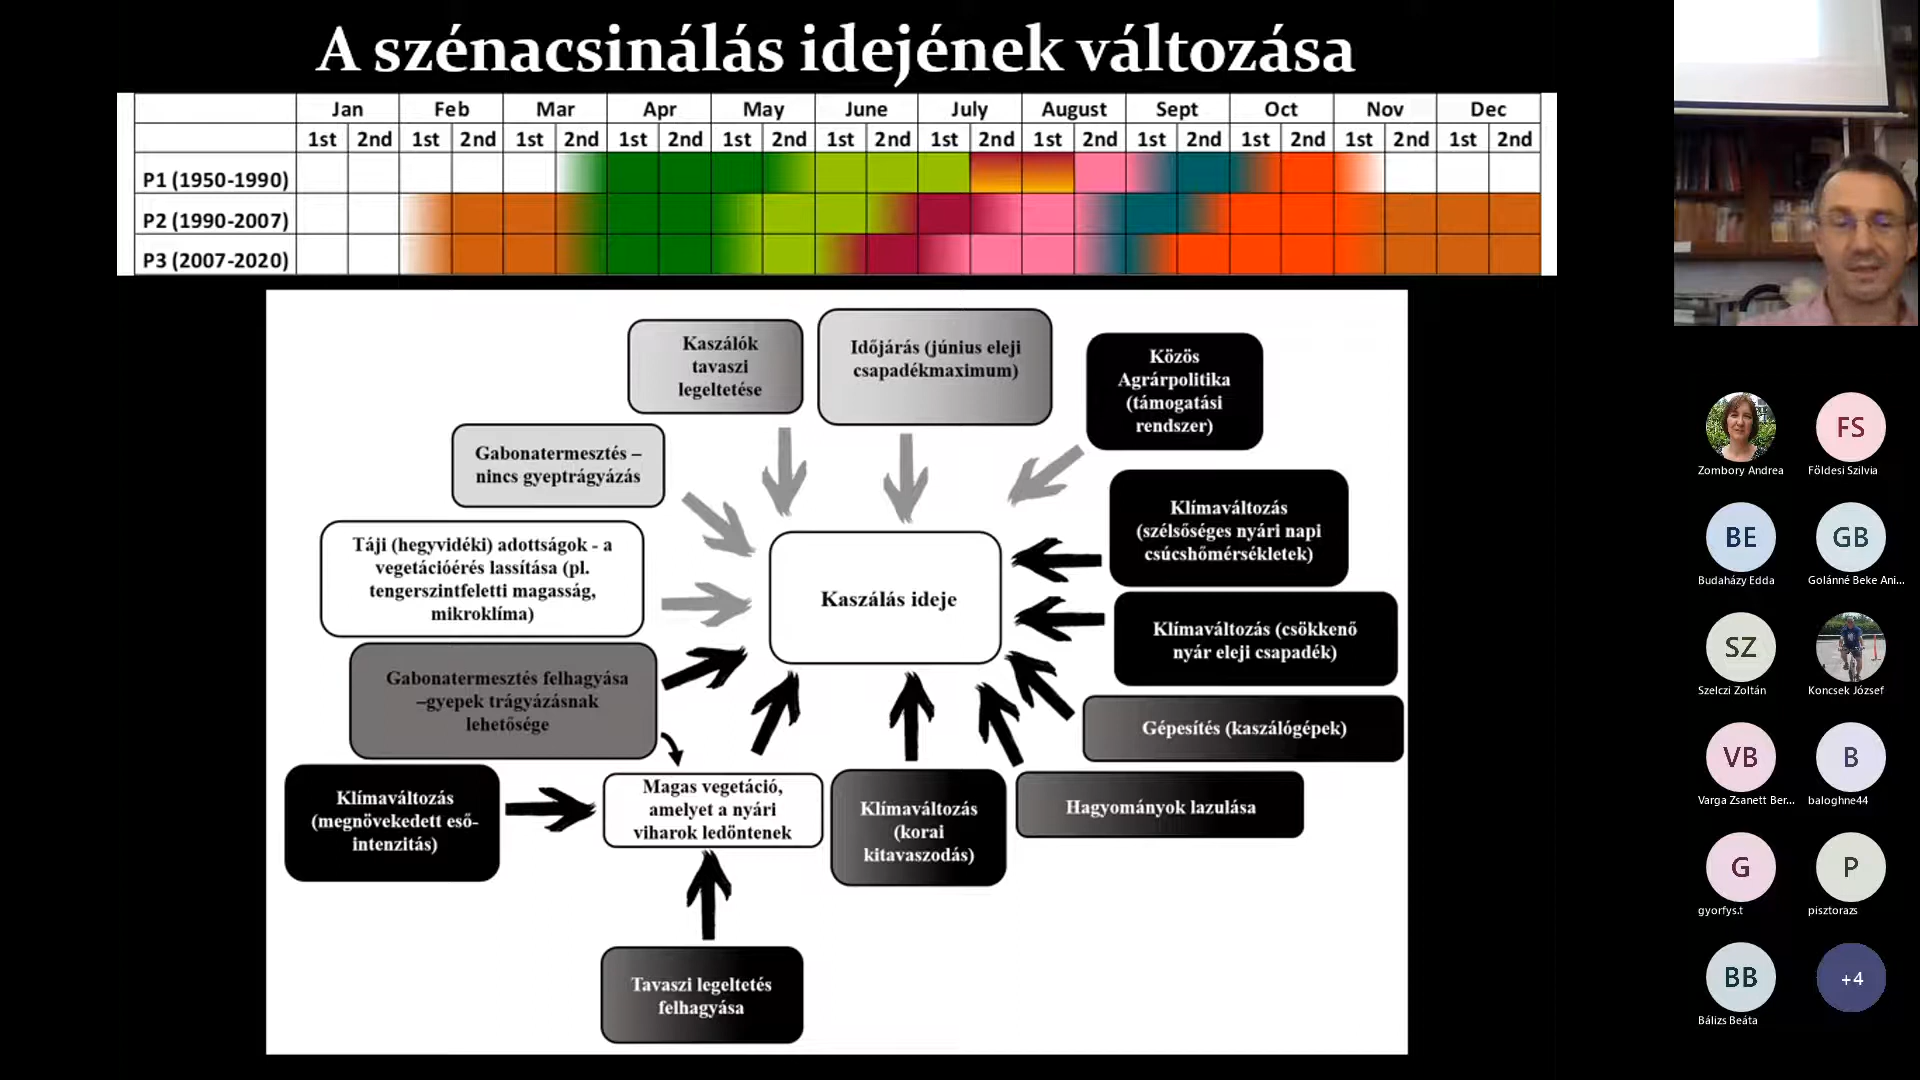 A szénacsinálás idejének változása
Jan Feb Mar Apr May June July August Sept Oct Nov Dec
1st 2nd 1st 2nd 1st 2nd 1st 2nd 1st 2nd 1st 2nd 1st 2nd 1st 2nd 1st 2nd 1st 2nd 1st 2nd 1st 2nd
P1 (1950-1990)
P2 (1990-2007)
P3 (2007-2020)
Kaszálók
tavaszi
legeltetése
Időjárás (június eleji
csapadékmaximum)
Közös
Agrárpolitika
(támogatási
rendszer)
Gabonatermesztés –
nincs gyeptrágyázás
Klímaváltozás
(szélsőséges nyári napi
csúcshőmérsékletek)
Táji (hegyvidéki) adottságok - a
vegetációérés lassítása (pl.
tengerszintfeletti magasság,
mikroklíma)
Kaszálás ideje
Klímaváltozás (csökkenő
nyár eleji csapadék)
Gabonatermesztés felhagyása
–gyepek trágyázásnak
lehetősége
Gépesítés (kaszálógépek)
Klímaváltozás
(megnövekedett eső-
intenzitás)
Magas vegetáció,
amelyet a nyári
viharok ledöntenek
Klímaváltozás
(korai
kitavaszodás)
Hagyományok lazulása
Tavaszi legeltetés
felhagyása
Zombory Andrea
FS
Földesi Szilvia
BE
Budaházy Edda
GB
Golánné Beke Ani...
SZ
Szelczi Zoltán
Koncsek József
VB
Varga Zsanett Ber...
B
baloghne44
G
gyorfys.t
P
pisztorazs
BB
Bálizs Beáta
+4